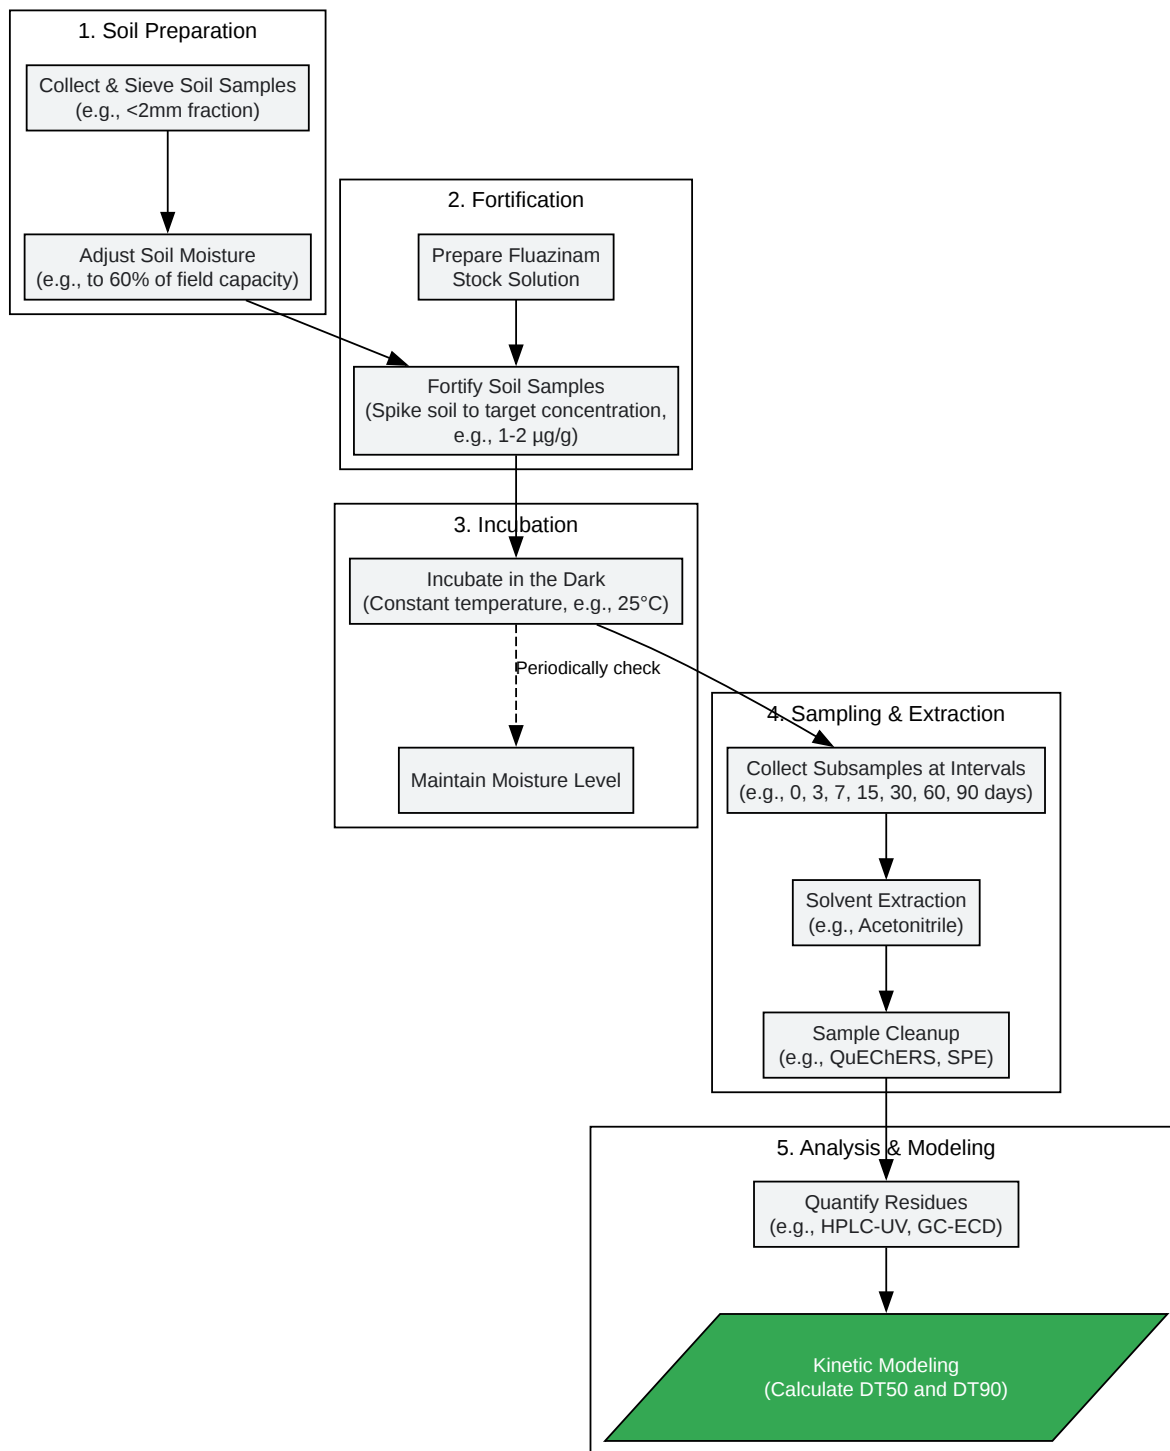 1. Soil Preparation
Collect & Sieve Soil Samples
(e.g., <2mm fraction)
Adjust Soil Moisture
(e.g., to 60% of field capacity)
2. Fortification
Prepare Fluazinam
Stock Solution
Fortify Soil Samples
(Spike soil to target concentration,
e.g., 1-2 µg/g)
3. Incubation
Incubate in the Dark
(Constant temperature, e.g., 25°C)
Periodically check
Maintain Moisture Level
4. Sampling & Extraction
Collect Subsamples at Intervals
(e.g., 0, 3, 7, 15, 30, 60, 90 days)
Solvent Extraction
(e.g., Acetonitrile)
Sample Cleanup
(e.g., QuEChERS, SPE)
5. Analysis & Modeling
Quantify Residues
(e.g., HPLC-UV, GC-ECD)
Kinetic Modeling
(Calculate DT50 and DT90)